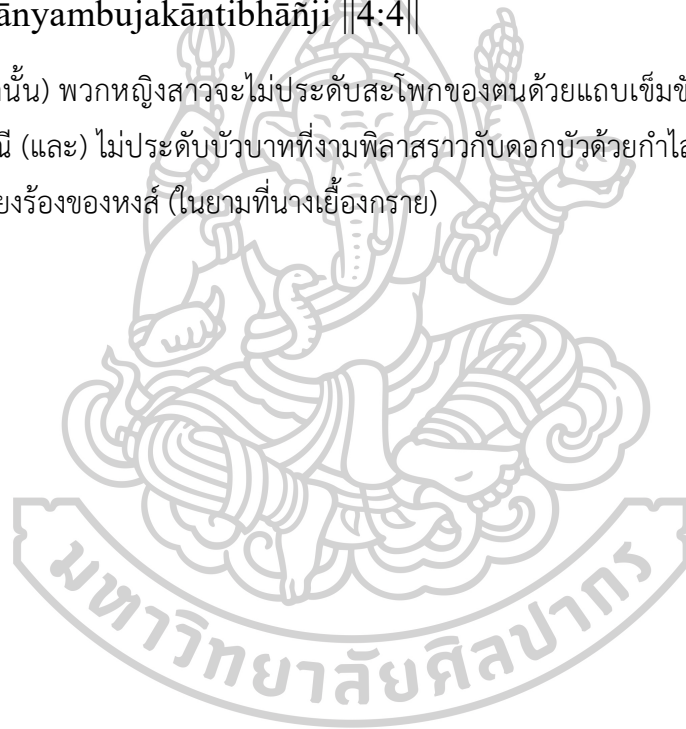 ānyambujakāntibhāñji ||4:4||
นั้น) พวกหญิงสาวจะไม่ประดับสะโพกของตนด้วยแถบเข็มขั
ณี (และ) ไม่ประดับบัวบาทที่งามพิลาสราวกับดอกบัวด้วยกำไล
ยงร้องของหงส์ (ในยามที่นางเยื้องกราย)
มหาวิทยาลัยศิลปากร